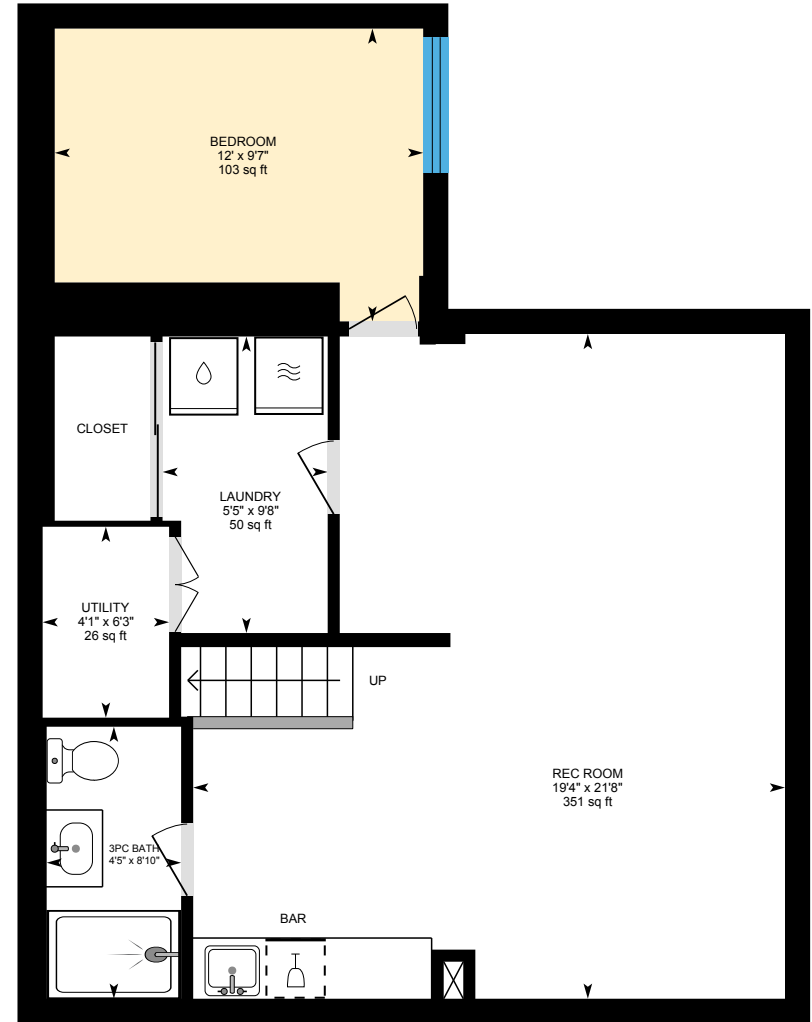 BEDROOM
12' x 9'7"
103 sq ft
CLOSET
LAUNDRY
5'5" x 9'8"
50 sq ft
UTILITY
4'1" x 6'3"
26 sq ft
UP
REC ROOM
19'4" x 21'8"
351 sq ft
3PC BATH
4'5" x 8'10"
BAR